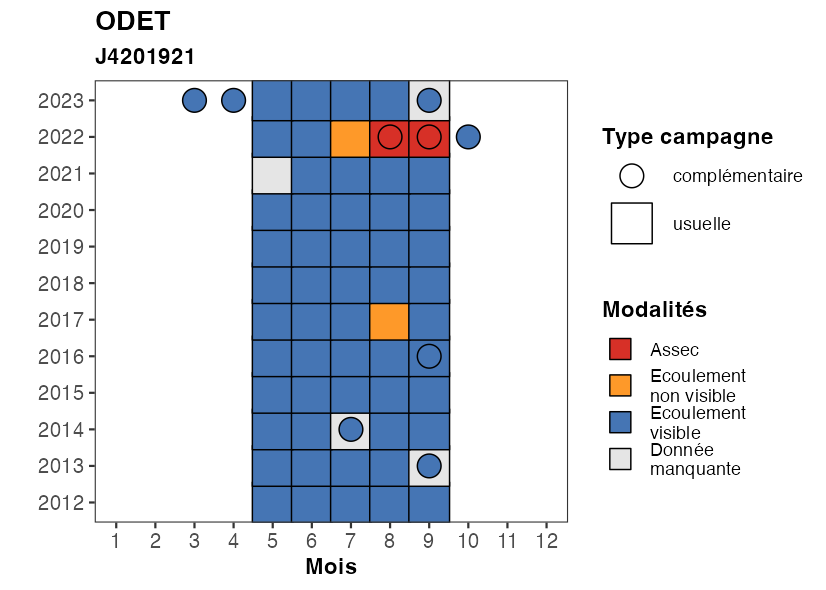 ODET
J4201921
2023
2022
2021
2020
2019
2018
2017
2016
2015
2014
2013
2012
1 2 3 4 5 6 7 8 9 10 11 12
Mois
Type campagne
complémentaire
usuelle
Modalités
Assec
Ecoulement
non visible
Ecoulement
visible
Donnée
manquante